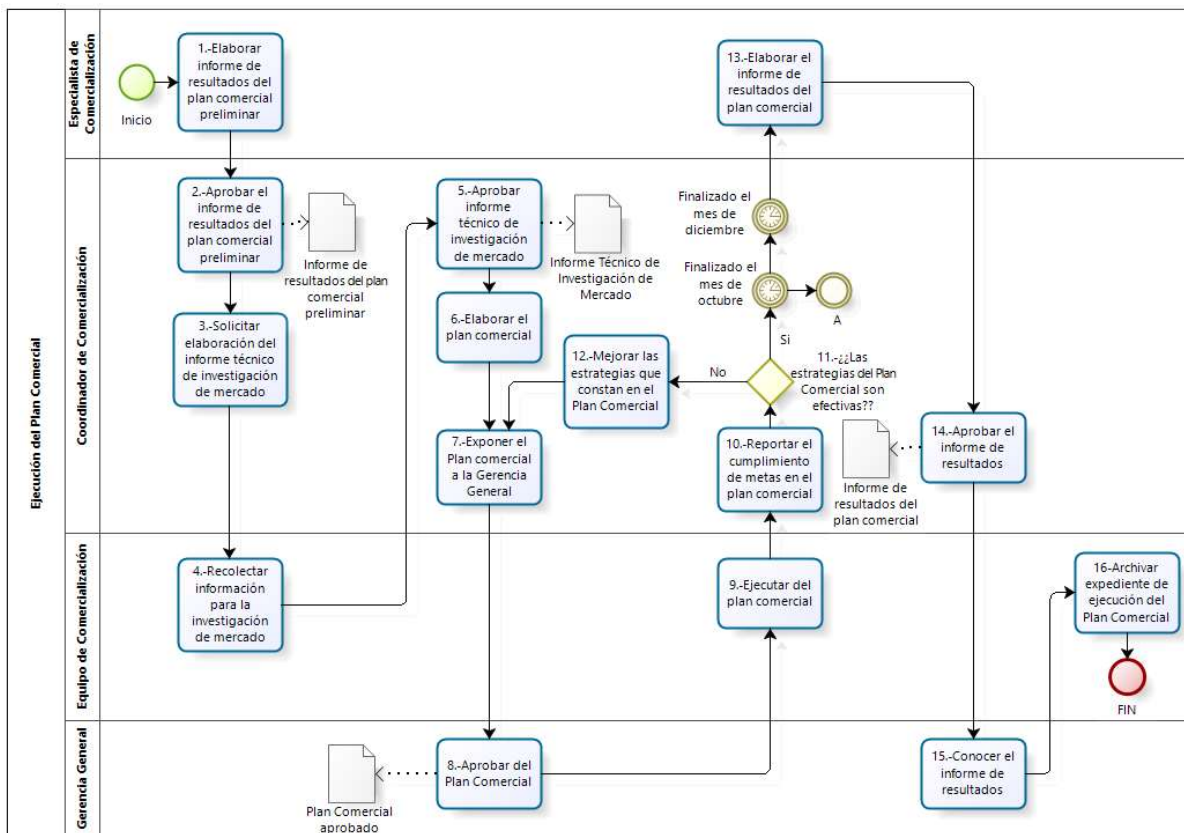 Ejecución del Plan Comercial
Especialista de
Comercialización
Inicio
1.-Elaborar
informe de
resultados del
plan comercial
preliminar
13.-Elaborar el
informe de
resultados del
plan comercial
Coordinador de Comercialización
2.-Aprobar el
informe de
resultados del
plan comercial
preliminar
Informe de
resultados del plan
comercial
preliminar
3.-Solicitar
elaboración del
informe técnico
de investigación
de mercado
5.-Aprobar
informe
técnico de
investigación
de mercado
Informe Técnico de
Investigación de
Mercado
6.-Elaborar el
plan comercial
7.-Exponer el
Plan comercial
a la Gerencia
General
12.-Mejorar las
estrategias que
constan en el
Plan Comercial
No
Si
Finalizado el
mes de
diciembre
Finalizado el
mes de
octubre
A
11.-¿¿Las
estrategias del Plan
Comercial son
efectivas??
10.-Reportar el
cumplimiento
de metas en el
plan comercial
Informe de
resultados del
plan comercial
14.-Aprobar el
informe de
resultados
Equipo de Comercialización
4.-Recolectar
información
para la
investigación
de mercado
9.-Ejecutar del
plan comercial
16-Archivar
expediente de
ejecución del
Plan Comercial
FIN
Gerencia General
Plan Comercial
aprobado
8.-Aprobar del
Plan Comercial
15.-Conocer el
informe de
resultados